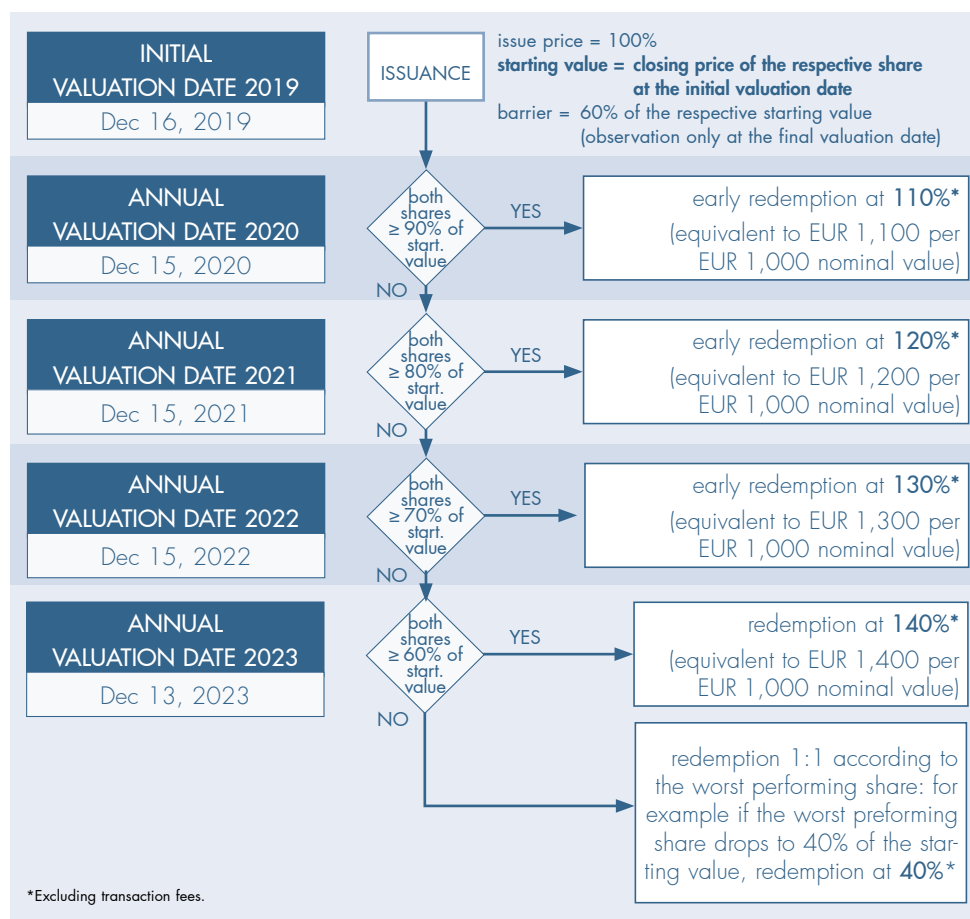 INITIAL
VALUATION DATE 2019
Dec 16, 2019
ISSUANCE
issue price = 100%
starting value = closing price of the respective share
at the initial valuation date
barrier = 60% of the respective starting value
(observation only at the final valuation date)
ANNUAL
VALUATION DATE 2020
Dec 15, 2020
both
shares
≥ 90% of
start.
value
YES
NO
early redemption at 110%*
(equivalent to EUR 1,100 per
EUR 1,000 nominal value)
ANNUAL
VALUATION DATE 2021
Dec 15, 2021
both
shares
≥ 80% of
start.
value
YES
NO
early redemption at 120%*
(equivalent to EUR 1,200 per
EUR 1,000 nominal value)
ANNUAL
VALUATION DATE 2022
Dec 15, 2022
both
shares
≥ 70% of
start.
value
YES
NO
early redemption at 130%*
(equivalent to EUR 1,300 per
EUR 1,000 nominal value)
ANNUAL
VALUATION DATE 2023
Dec 13, 2023
both
shares
≥ 60% of
start.
value
YES
NO
redemption at 140%*
(equivalent to EUR 1,400 per
EUR 1,000 nominal value)
redemption 1:1 according to
the worst performing share: for
example if the worst preforming
share drops to 40% of the star-
ting value, redemption at 40%*
*Excluding transaction fees.